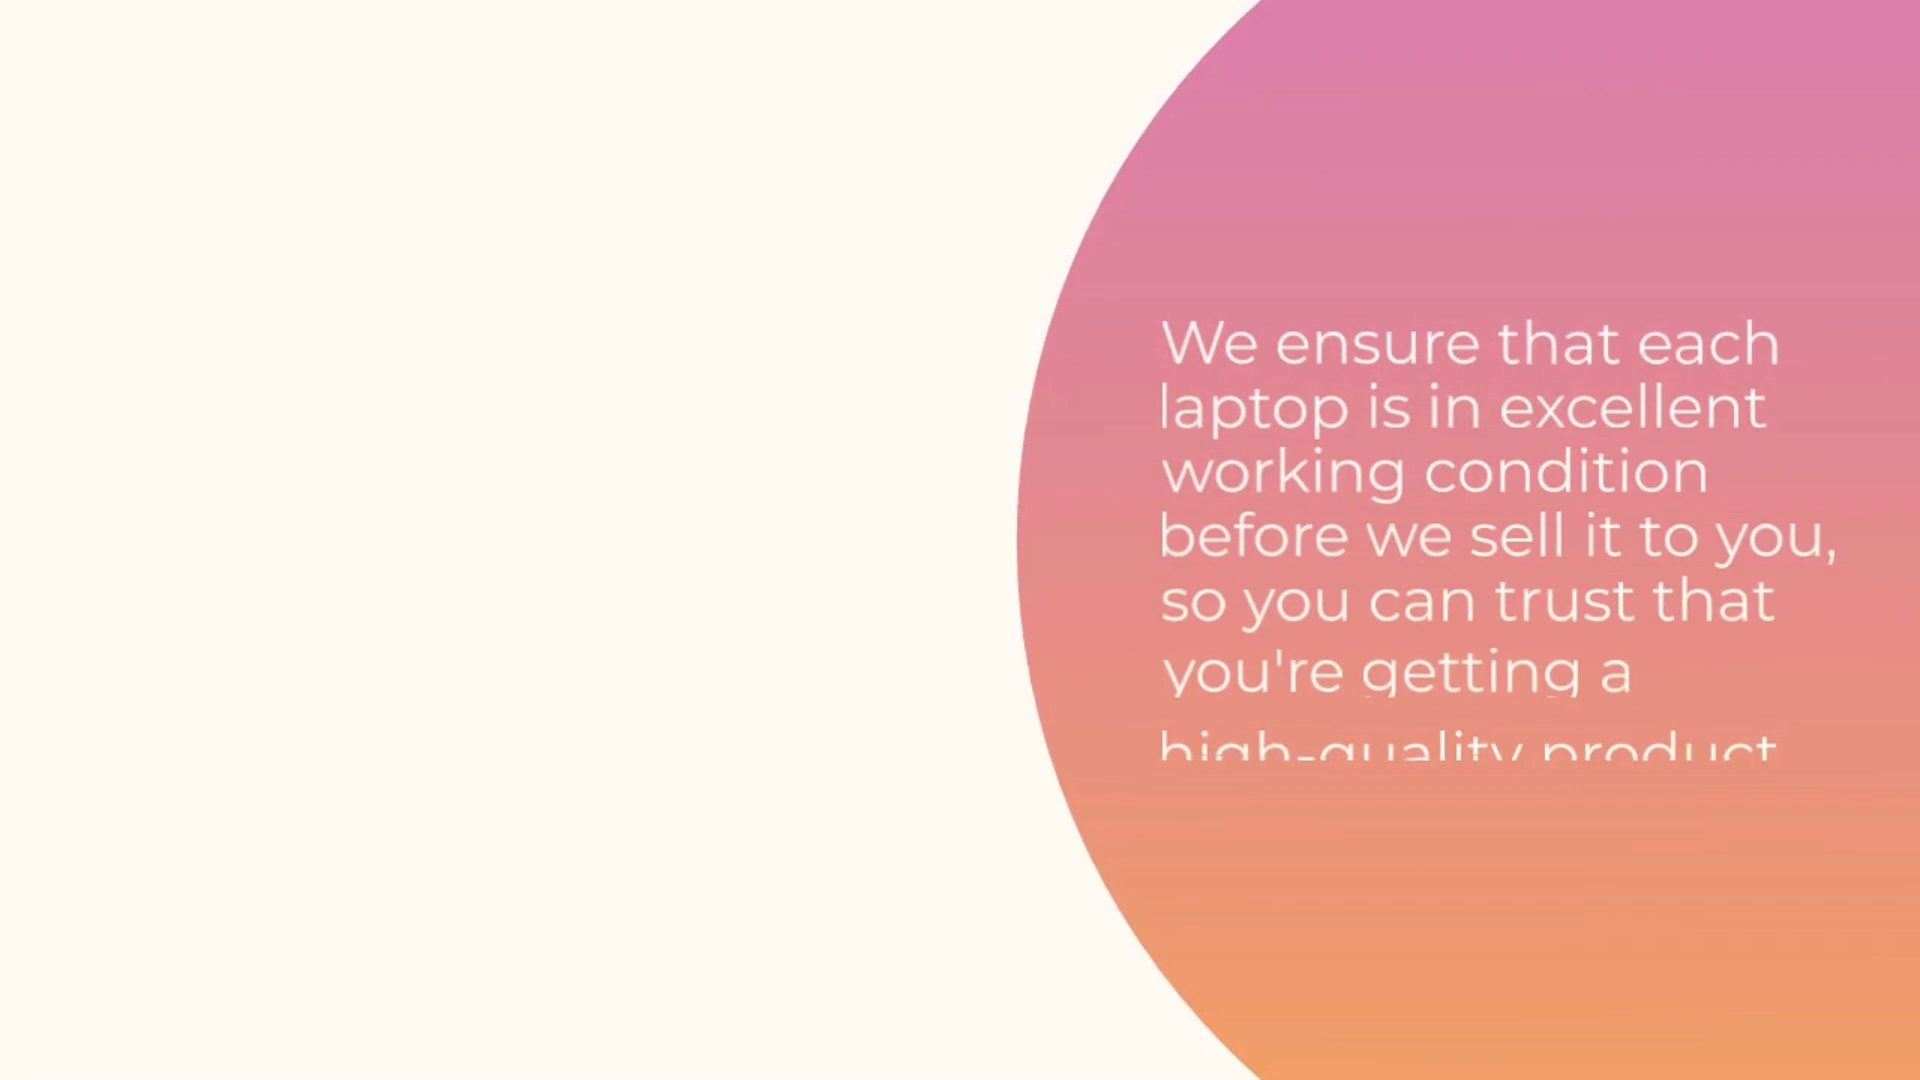 We ensure that each
laptop is in excellent
working condition
before we sell it to you,
so you can trust that
you're getting a
high-quality product